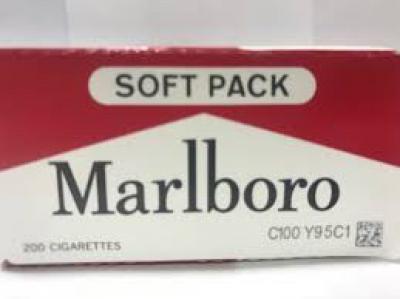 SOFT PACK
Marlboro
C100 Y95C1
200 CIGARETTES